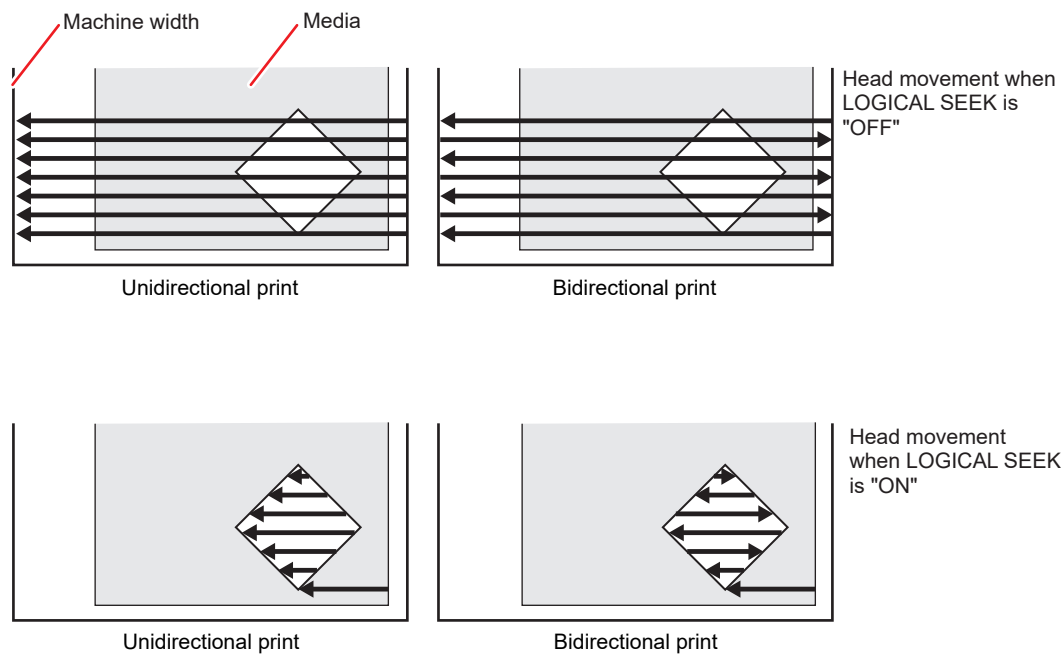 Machine width
Media
Head movement when
LOGICAL SEEK is
"OFF"
Unidirectional print
Bidirectional print
Head movement
when LOGICAL SEEK
is "ON"
Unidirectional print
Bidirectional print